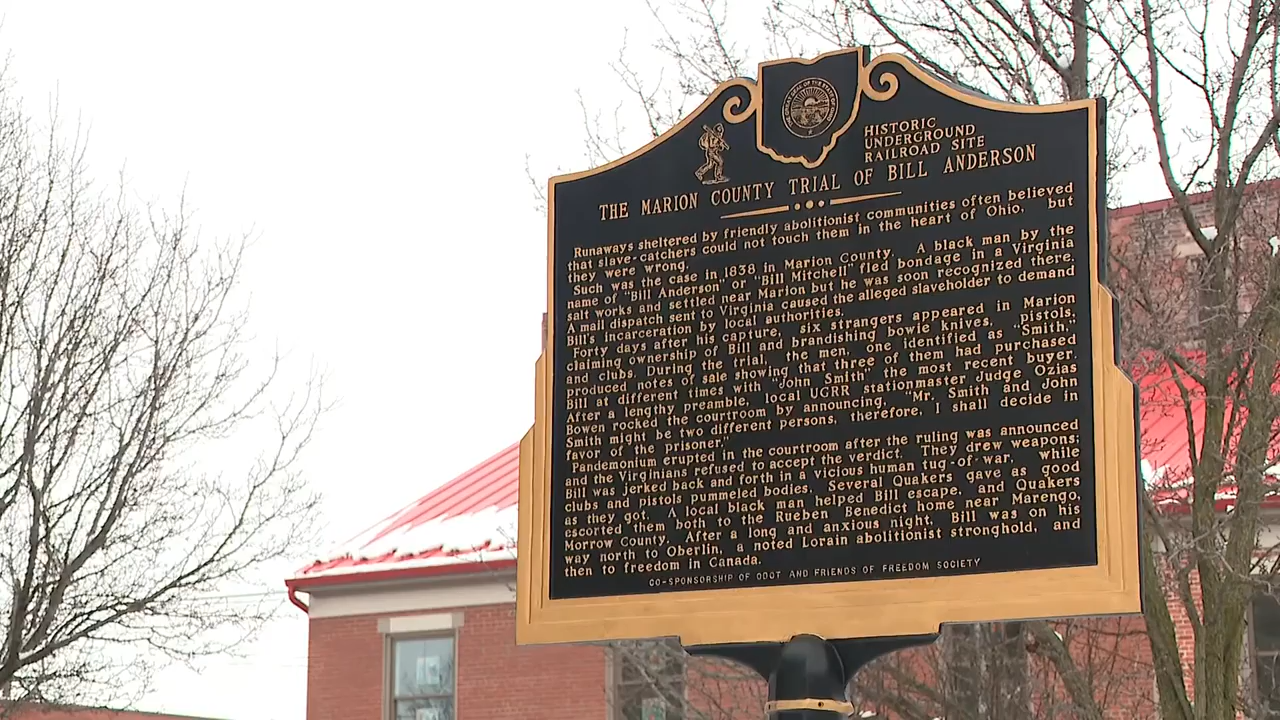 HISTORIC
UNDERGROUND
RAILROAD SITE
THE MARION COUNTY TRIAL OF BILL ANDERSON
Runaways sheltered by friendly abolitionist communities often believed
that slave-catchers could not touch them in the heart of Ohio, but
they were wrong.
Such was the case in 1838 in Marion County. A black man by the
name of "Bill Anderson" or "Bill Mitchell" fled bondage in a Virginia
salt works and settled near Marion but he was soon recognized there.
A mail dispatch sent to Virginia caused the alleged slaveholder to demand
Bill's incarceration by local authorities.
Forty days after his capture, six strangers appeared in Marion
claiming ownership of Bill and brandishing bowie knives, pistols,
and clubs. During the trial, the men, one identified as "Smith,"
produced notes of sale showing that three of them had purchased
Bill at different times with "John Smith" the most recent buyer.
After a lengthy preamble, local UGRR stationmaster Judge Ozias
Bowen rocked the courtroom by announcing, "Mr. Smith and John
Smith might be two different persons, therefore, I shall decide in
favor of the prisoner."
Pandemonium erupted in the courtroom after the ruling was announced
and the Virginians refused to accept the verdict. They drew weapons;
Bill was jerked back and forth in a vicious human tug-of-war, while
clubs and pistols pummeled bodies. Several Quakers gave as good
as they got. A local black man helped Bill escape, and Quakers
escorted them both to the Rueben Benedict home near Marengo,
Morrow County. After a long and anxious night, Bill was on his
way north to Oberlin, a noted Lorain abolitionist stronghold, and
then to freedom in Canada.
CO-SPONSORSHIP OF ODOT AND FRIENDS OF FREEDOM SOCIETY